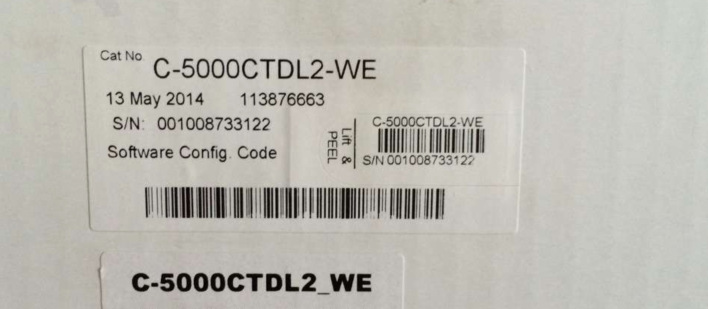 Cat No C-5000CTDL2-WE
13 May 2014 113876663
S/N: 001008733122
Software Config. Code
Lift &
PEEL
C-5000CTDL2-WE
S/N 001008733122
C-5000CTDL2_WE